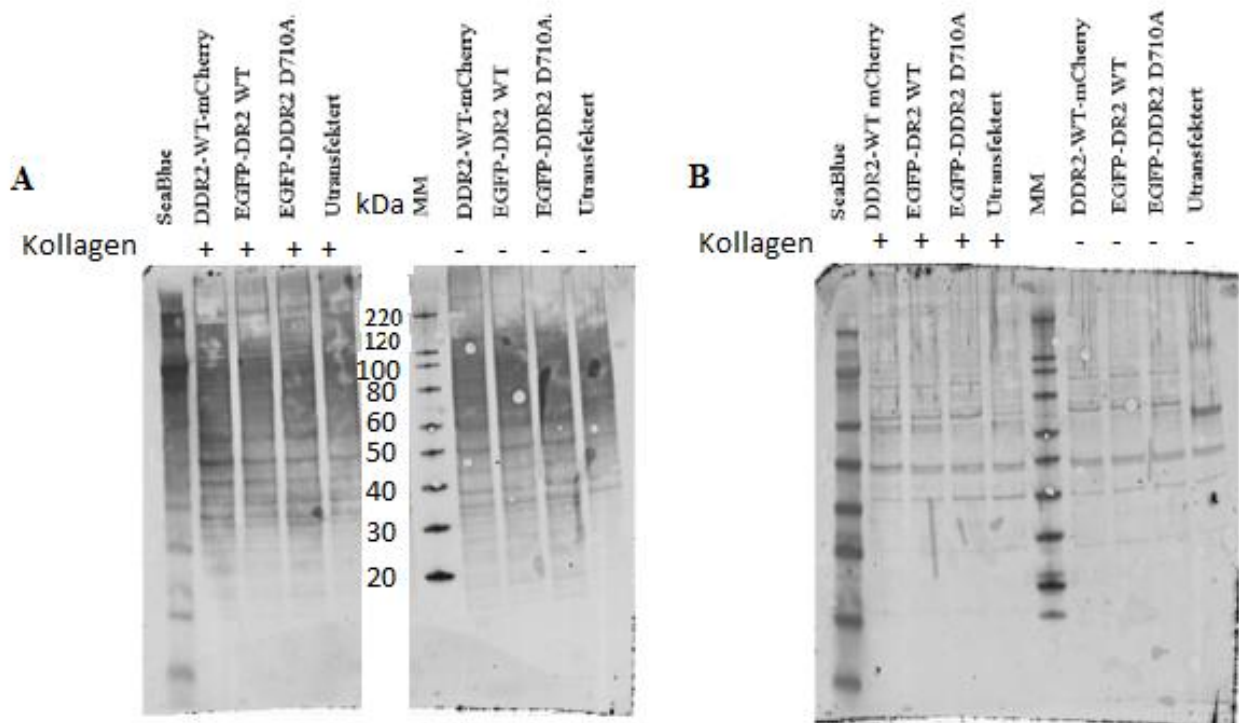 A
SeaBlue
DDR2-WT-mCherry
EGFP-DR2 WT
EGFP-DDR2 D710A.
Utransfektert
kDa
MM
DDR2-WT-mCherry
EGFP-DR2 WT
EGFP-DDR2 D710A
Utransfektert
Kollagen + + + + - - - -
220
120
100
80
60
50
40
30
20
B
SeaBlue
DDR2-WT mCherry
EGFP-DR2 WT
EGFP-DDR2 D710A
Utransfektert
MM
DDR2-WT-mCherry
EGFP-DR2 WT
EGFP-DDR2 D710A
Utransfektert
Kollagen + + + + - - - -